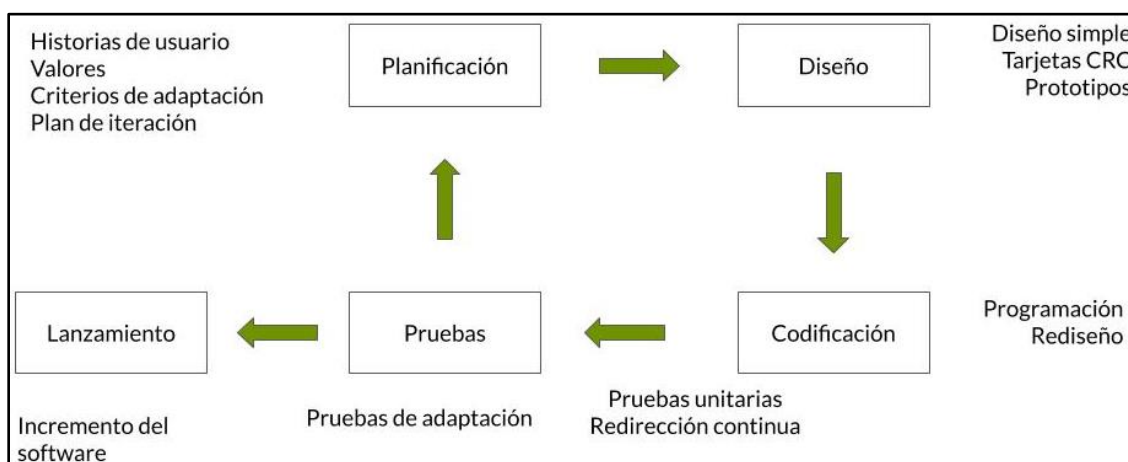 Historias de usuario
Valores
Criterios de adaptación
Plan de iteración
Planificación
Diseño
Diseño simple
Tarjetas CRC
Prototipos
Lanzamiento
Pruebas
Codificación
Programación
Rediseño
Incremento del
software
Pruebas de adaptación
Pruebas unitarias
Redirección continua